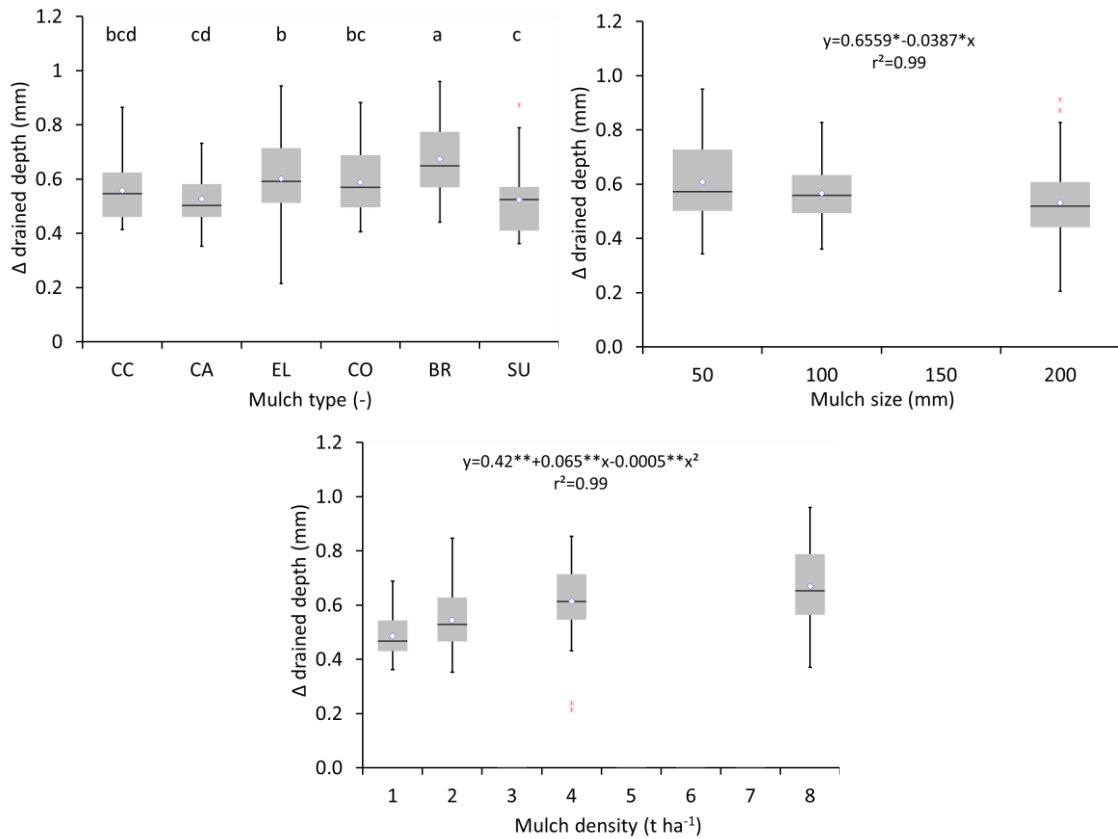 bcd cd b bc a c
Δ drained depth (mm)
1.2
1
0.8
0.6
0.4
0.2
0
CC CA EL CO BR SU
Mulch type (-)
y=0.6559*-0.0387*x
r²=0.99
Δ drained depth (mm)
1.2
1.0
0.8
0.6
0.4
0.2
0.0
50 100 150 200
Mulch size (mm)
y=0.42**+0.065**x-0.0005**x²
r²=0.99
Δ drained depth (mm)
1.2
1.0
0.8
0.6
0.4
0.2
0.0
1 2 3 4 5 6 7 8
Mulch density (t ha⁻¹)